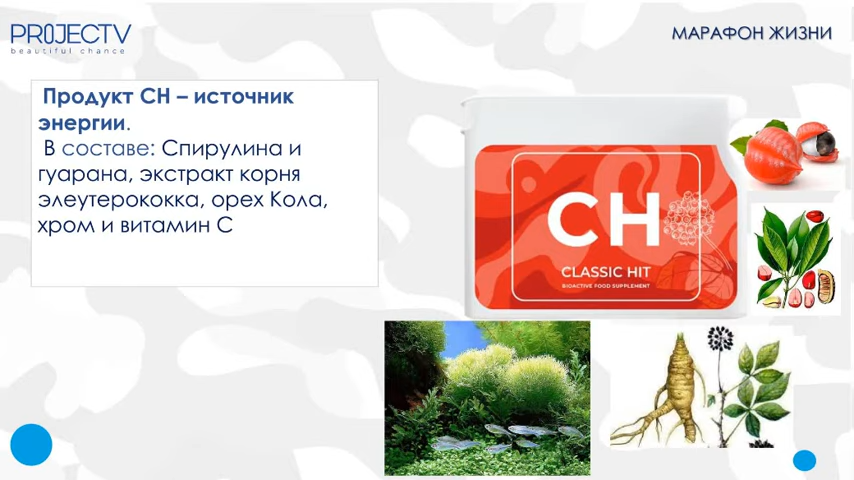 PROJECTV
beautiful chance
МАРАФОН ЖИЗНИ
Продукт CH – источник
энергии.
В составе: Спирулина и
гуарана, экстракт корня
элеутерококка, орех Кола,
хром и витамин С
CH
CLASSIC HIT
BIOACTIVE FOOD SUPPLEMENT